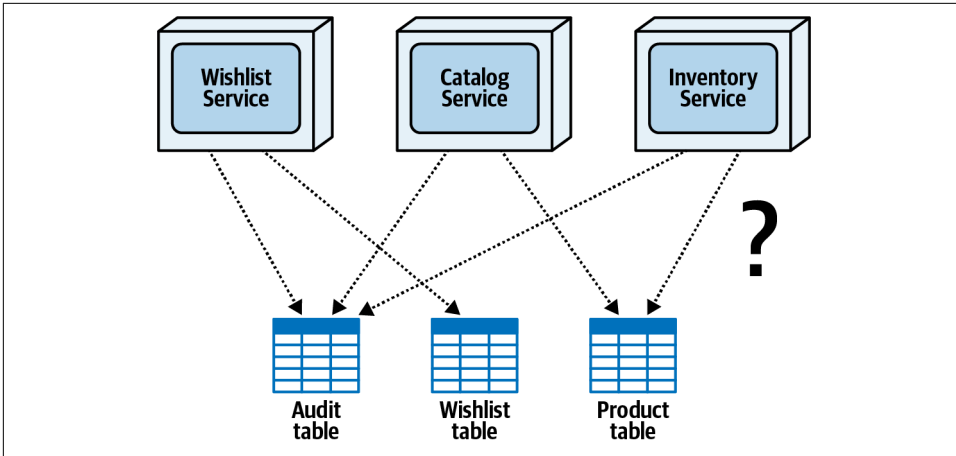 Wishlist
Service
Catalog
Service
Inventory
Service
?
Audit
table
Wishlist
table
Product
table